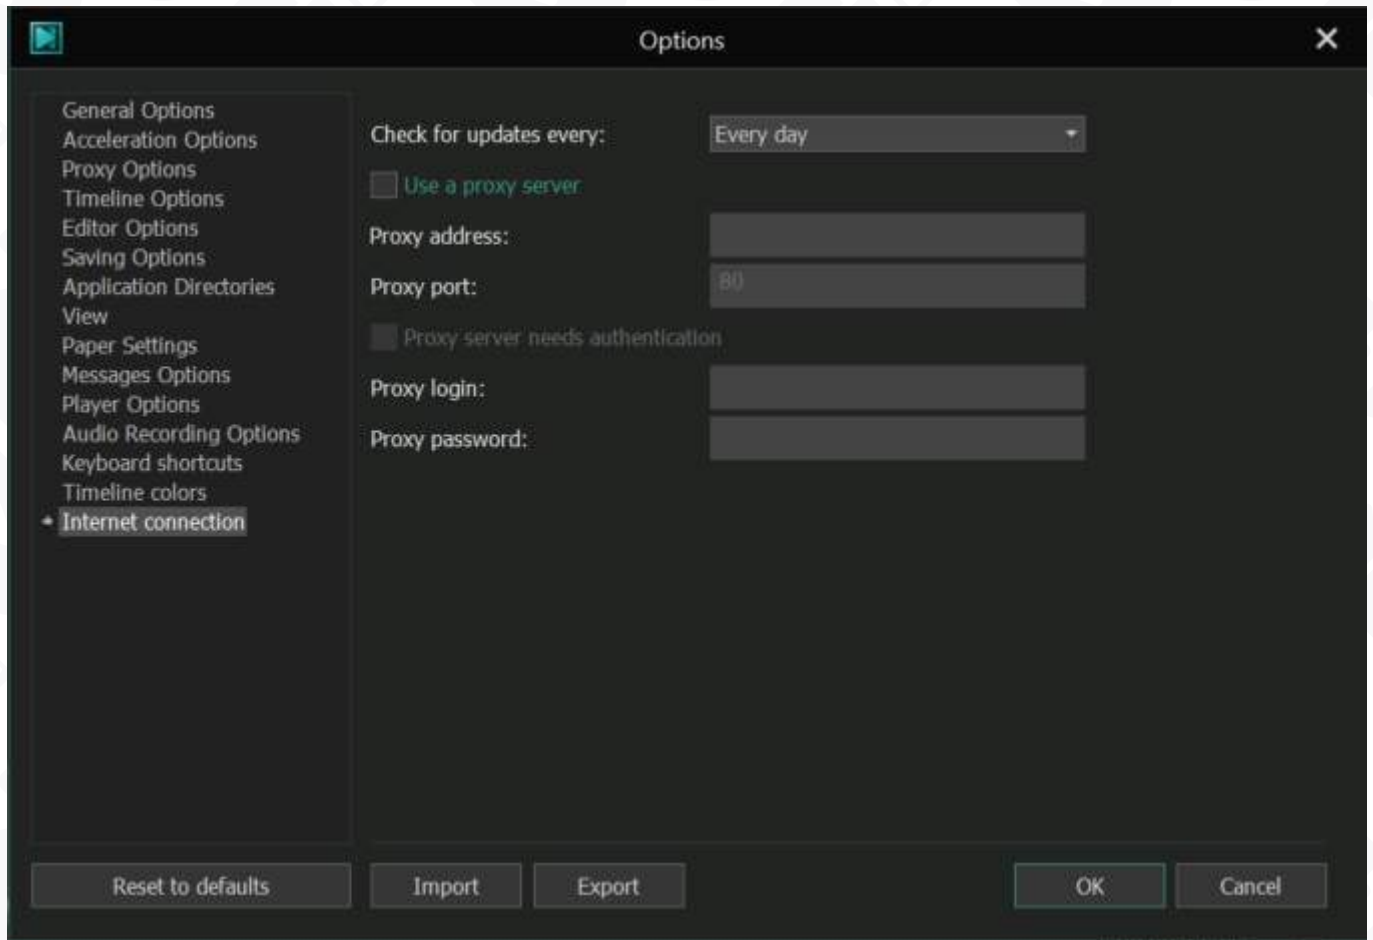 Options
General Options
Acceleration Options
Proxy Options
Timeline Options
Editor Options
Saving Options
Application Directories
View
Paper Settings
Messages Options
Player Options
Audio Recording Options
Keyboard shortcuts
Timeline colors
Internet connection
Check for updates every: Every day
Use a proxy server
Proxy address:
Proxy port: 80
Proxy server needs authentication
Proxy login:
Proxy password:
Reset to defaults Import Export OK Cancel